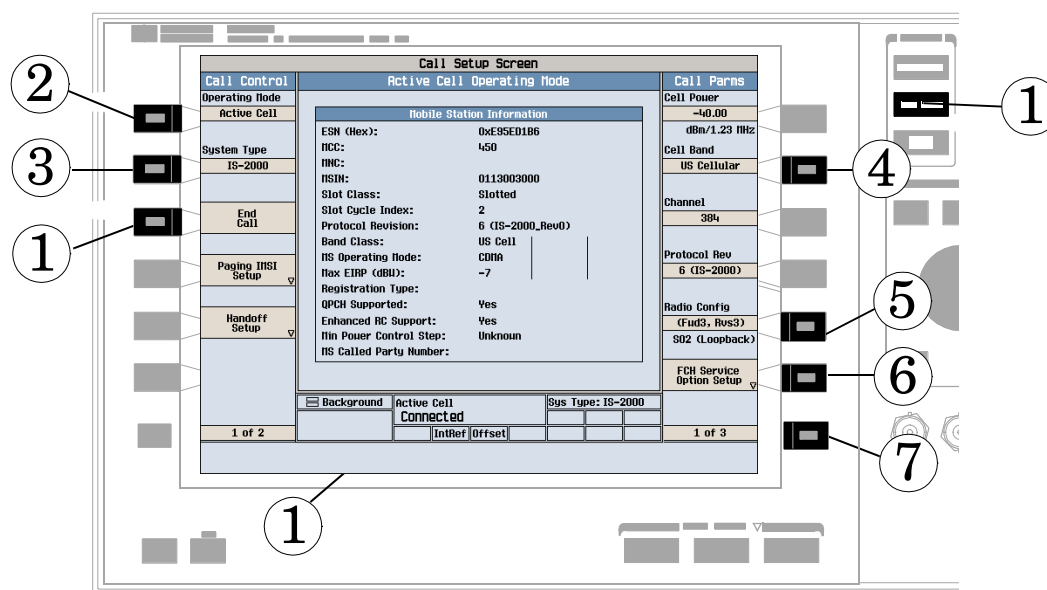 Call Setup Screen
Call Control
Active Cell Operating Mode
Call Parms
Operating Mode
Active Cell
System Type
IS-2000
End
Call
Paging IMSI
Setup
Handoff
Setup
1 of 2
Mobile Station Information
ESN (Hex): 0xE95ED1B6
MCC: 450
MNC:
MSIN: 0113003000
Slot Class: Slotted
Slot Cycle Index: 2
Protocol Revision: 6 (IS-2000_Rev0)
Band Class: US Cell
MS Operating Mode: CDMA
Max EIRP (dBW): -7
Registration Type:
QPCH Supported: Yes
Enhanced RC Support: Yes
Min Power Control Step: Unknown
MS Called Party Number:
Background
Active Cell
Connected
Sys Type: IS-2000
IntRef
Offset
Cell Power
-40.00
dBm/1.23 MHz
Cell Band
US Cellular
Channel
384
Protocol Rev
6 (IS-2000)
Radio Config
(Fwd3, Rvs3)
SO2 (Loopback)
FCH Service
Option Setup
1 of 3
2
3
1
1
1
4
5
6
7